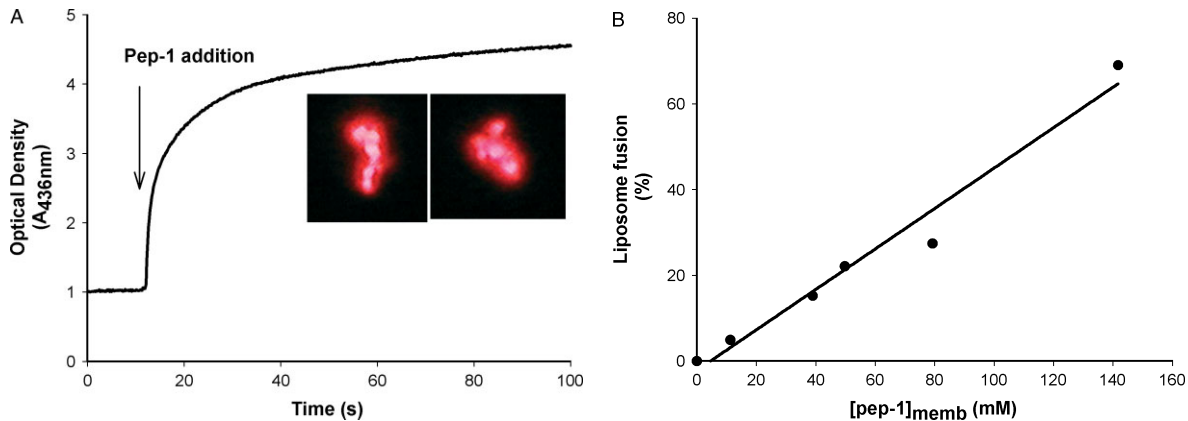 A
Pep-1 addition
Optical Density
(A436nm)
5
4
3
2
1
0
0 20 40 60 80 100
Time (s)
B
Liposome fusion
(%)
80
60
40
20
0
0 20 40 60 80 100 120 140 160
[pep-1]memb (mM)